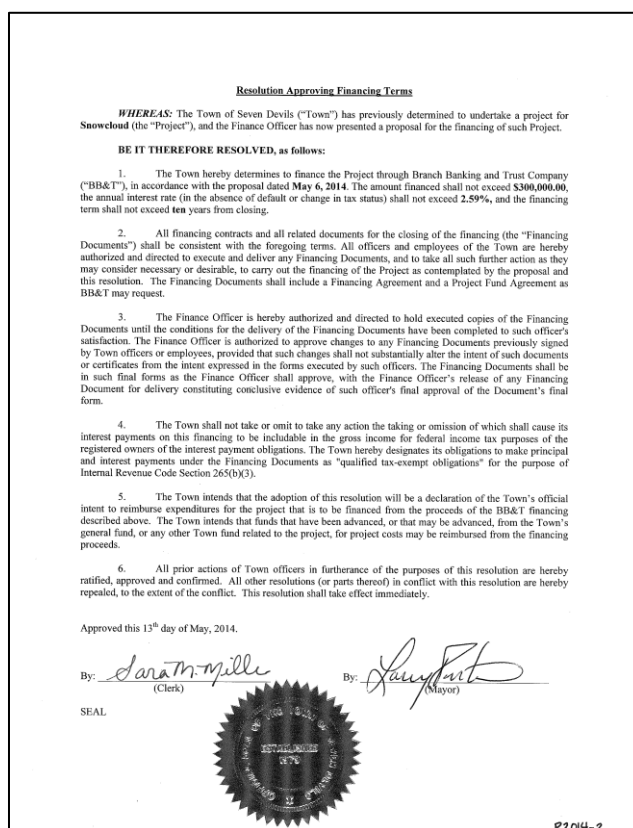 Resolution Approving Financing Terms
WHEREAS: The Town of Seven Devils ("Town") has previously determined to undertake a project for
Snowcloud (the "Project"), and the Finance Officer has now presented a proposal for the financing of such Project.
BE IT THEREFORE RESOLVED, as follows:
1. The Town hereby determines to finance the Project through Branch Banking and Trust Company
("BB&T"), in accordance with the proposal dated May 6, 2014. The amount financed shall not exceed $300,000.00,
the annual interest rate (in the absence of default or change in tax status) shall not exceed 2.59%, and the financing
term shall not exceed ten years from closing.
2. All financing contracts and all related documents for the closing of the financing (the "Financing
Documents") shall be consistent with the foregoing terms. All officers and employees of the Town are hereby
authorized and directed to execute and deliver any Financing Documents, and to take all such further action as they
may consider necessary or desirable, to carry out the financing of the Project as contemplated by the proposal and
this resolution. The Financing Documents shall include a Financing Agreement and a Project Fund Agreement as
BB&T may request.
3. The Finance Officer is hereby authorized and directed to hold executed copies of the Financing
Documents until the conditions for the delivery of the Financing Documents have been completed to such officer's
satisfaction. The Finance Officer is authorized to approve changes to any Financing Documents previously signed
by Town officers or employees, provided that such changes shall not substantially alter the intent of such documents
or certificates from the intent expressed in the forms executed by such officers. The Financing Documents shall be
in such final forms as the Finance Officer shall approve, with the Finance Officer's release of any Financing
Document for delivery constituting conclusive evidence of such officer's final approval of the Document's final
form.
4. The Town shall not take or omit to take any action the taking or omission of which shall cause its
interest payments on this financing to be includable in the gross income for federal income tax purposes of the
registered owners of the interest payment obligations. The Town hereby designates its obligations to make principal
and interest payments under the Financing Documents as "qualified tax-exempt obligations" for the purpose of
Internal Revenue Code Section 265(b)(3).
5. The Town intends that the adoption of this resolution will be a declaration of the Town's official
intent to reimburse expenditures for the project that is to be financed from the proceeds of the BB&T financing
described above. The Town intends that funds that have been advanced, or that may be advanced, from the Town's
general fund, or any other Town fund related to the project, for project costs may be reimbursed from the financing
proceeds.
6. All prior actions of Town officers in furtherance of the purposes of this resolution are hereby
ratified, approved and confirmed. All other resolutions (or parts thereof) in conflict with this resolution are hereby
repealed, to the extent of the conflict. This resolution shall take effect immediately.
Approved this 13th day of May, 2014.
By: Sara M. Mille By: Larry
(Clerk) (Mayor)
SEAL
ESTABLISHED
1979